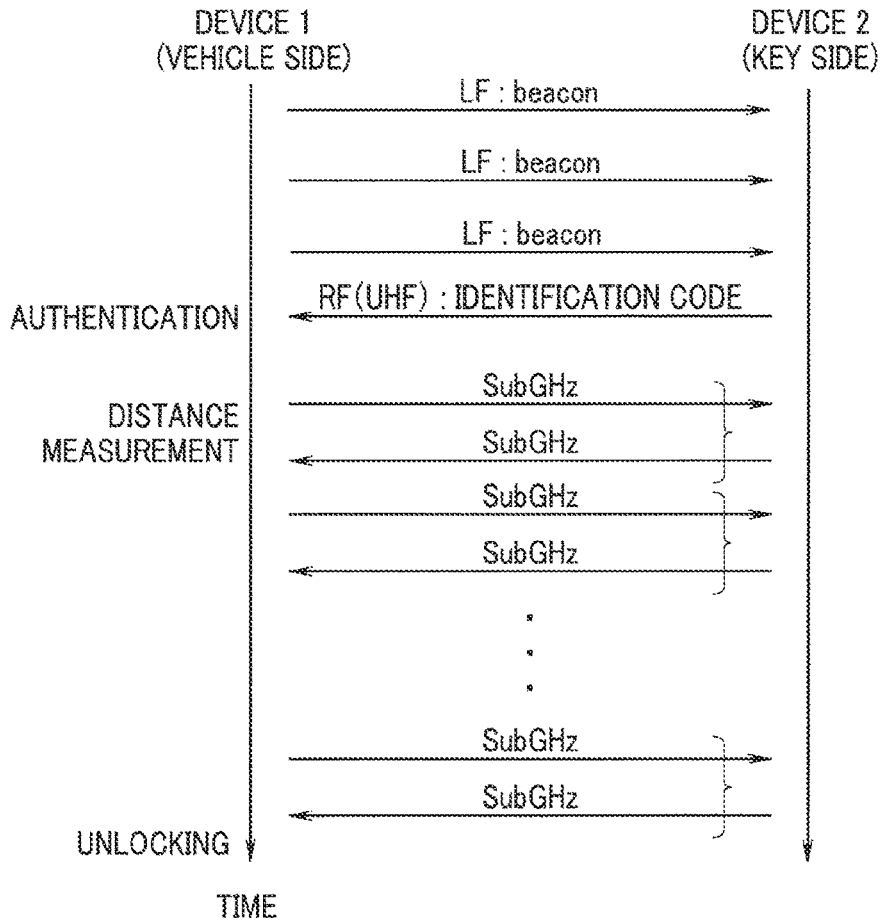 DEVICE 1
(VEHICLE SIDE)
DEVICE 2
(KEY SIDE)
LF : beacon
LF : beacon
LF : beacon
RF(UHF) : IDENTIFICATION CODE
AUTHENTICATION
SubGHz
DISTANCE
MEASUREMENT
SubGHz
SubGHz
SubGHz
SubGHz
SubGHz
UNLOCKING
TIME